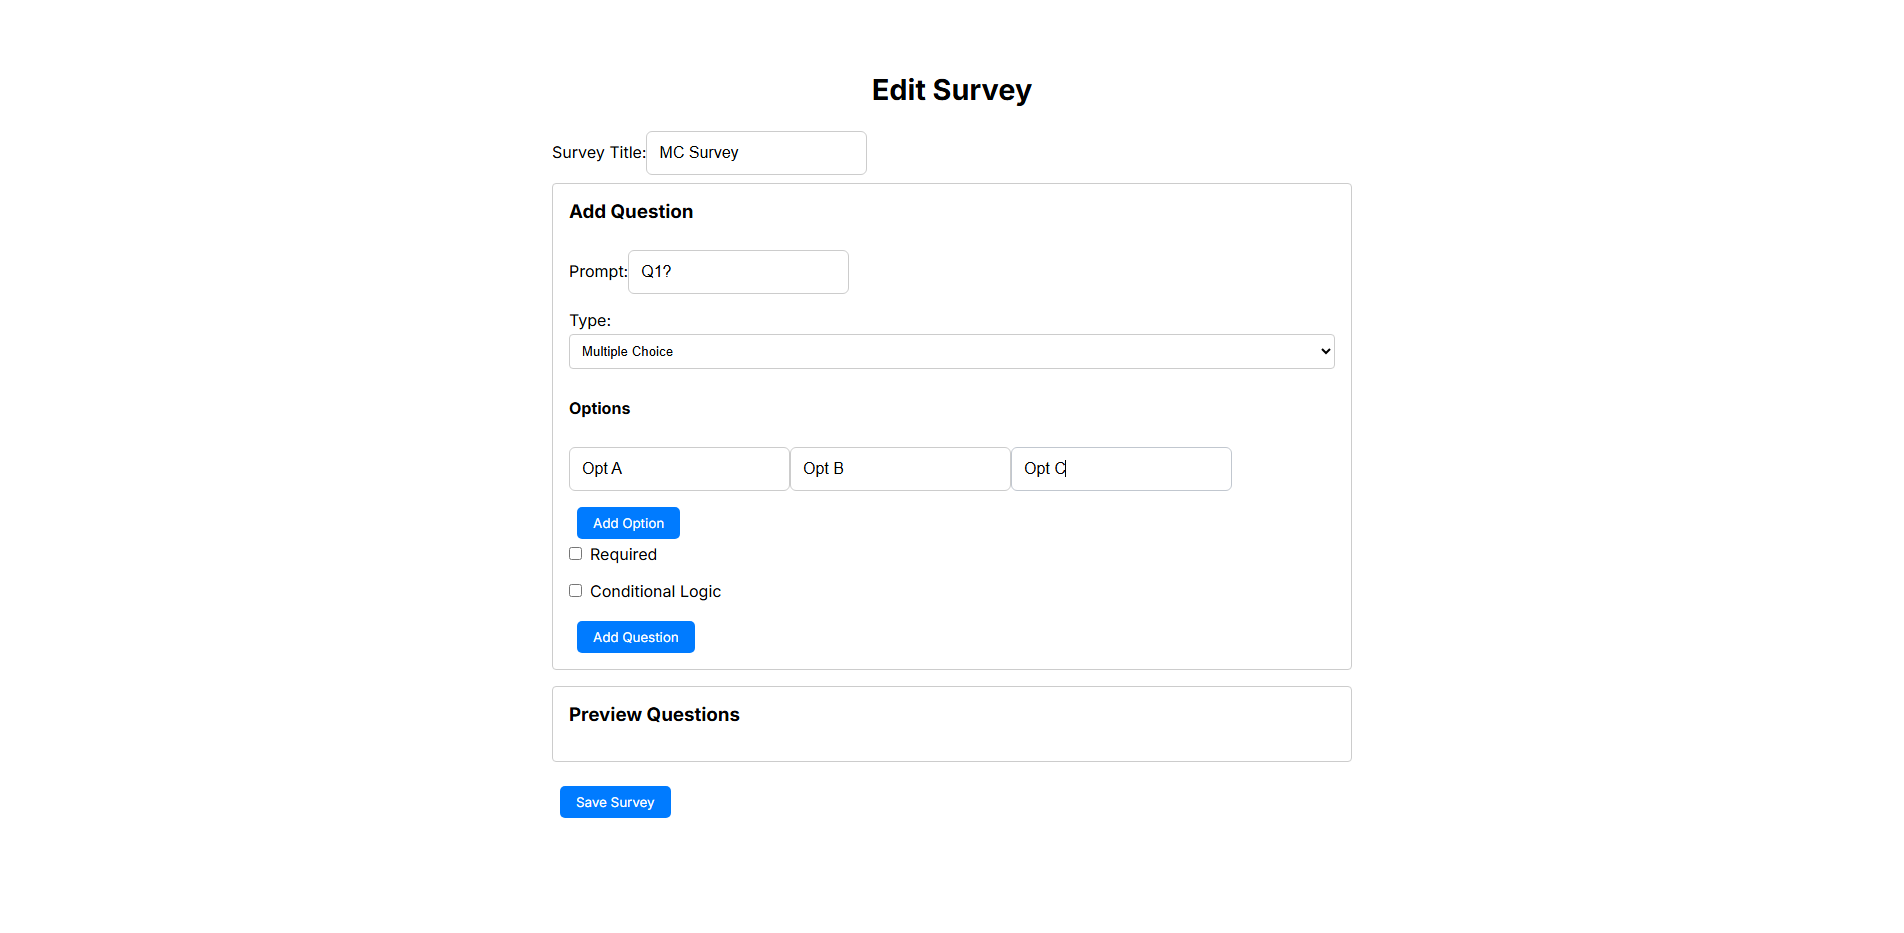 Edit Survey
Survey Title: MC Survey
Add Question
Prompt: Q1?
Type:
Multiple Choice
Options
Opt A Opt B Opt C
Add Option
Required
Conditional Logic
Add Question
Preview Questions
Save Survey